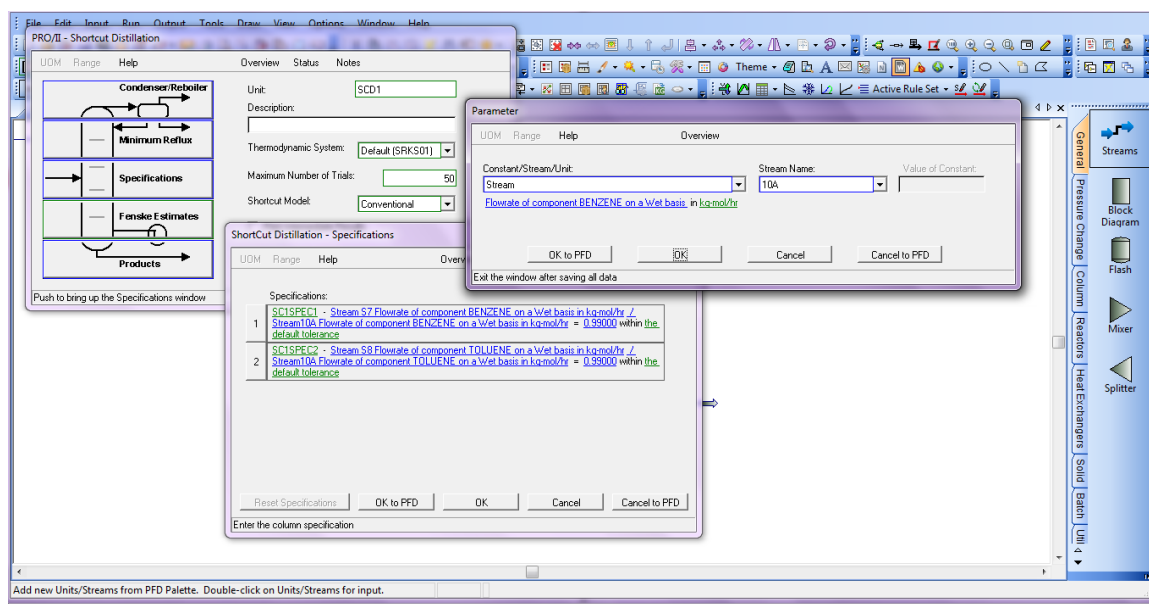 File Edit Input Run Output Tools Draw View Options Window Help
PRO/II - Shortcut Distillation
UOM Range Help Overview Status Notes
Condenser/Reboiler
Minimum Reflux
Specifications
Fenske Estimates
Products
Push to bring up the Specifications window
Unit: SCD1
Description:
Thermodynamic System: Default (SRKS01)
Maximum Number of Trials: 50
Shortcut Model: Conventional
Theme
Active Rule Set
Parameter
UOM Range Help Overview
Constant/Stream/Unit: Stream Name: Value of Constant:
Stream 10A
Flowrate of component BENZENE on a Wet basis in kg-mol/hr
OK to PFD OK Cancel Cancel to PFD
Exit the window after saving all data
ShortCut Distillation - Specifications
UOM Range Help Overv
Specifications:
1 SC1SPEC1 - Stream S7 Flowrate of component BENZENE on a Wet basis in kg-mol/hr /
Stream10A Flowrate of component BENZENE on a Wet basis in kg-mol/hr = 0.99000 within the
default tolerance
2 SC1SPEC2 - Stream S8 Flowrate of component TOLUENE on a Wet basis in kg-mol/hr /
Stream10A Flowrate of component TOLUENE on a Wet basis in kg-mol/hr = 0.99000 within the
default tolerance
Reset Specifications OK to PFD OK Cancel Cancel to PFD
Enter the column specification
General
Pressure Change
Column
Reactors
Heat Exchangers
Solid
Batch
Util
Streams
Block
Diagram
Flash
Mixer
Splitter
Add new Units/Streams from PFD Palette. Double-click on Units/Streams for input.